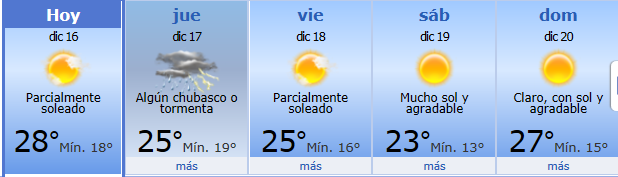 Hoy
dic 16
Parcialmente
soleado
28° Mín. 18°
jue
dic 17
Algún chubasco o
tormenta
25° Mín. 19°
más
vie
dic 18
Parcialmente
soleado
25° Mín. 16°
más
sáb
dic 19
Mucho sol y
agradable
23° Mín. 13°
más
dom
dic 20
Claro, con sol y
agradable
27° Mín. 15°
más